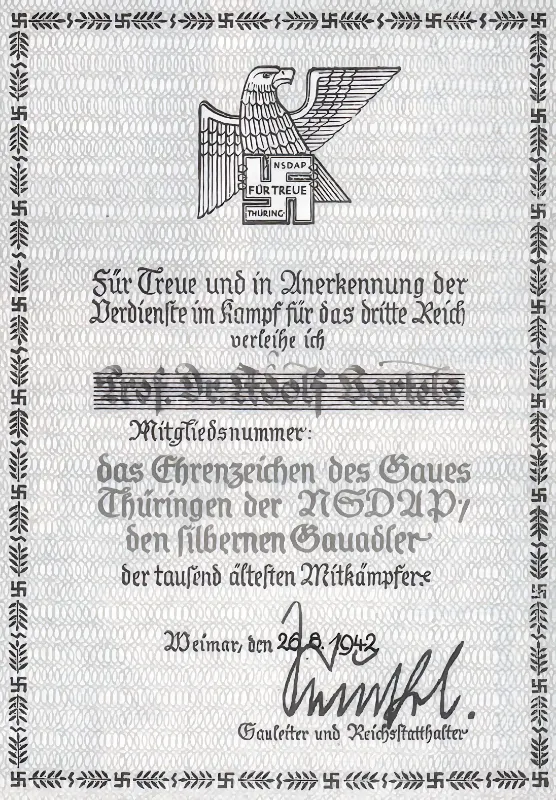 NSDAP
FÜR TREUE
THÜRING.
Für Treue und in Anerkennung der
Verdienste im Kampf für das dritte Reich
verleihe ich
Prof. Dr. Adolf Bartels
Mitgliedsnummer:
das Ehrenzeichen des Gaues
Thüringen der NSDAP,
den silbernen Gauadler
der tausend ältesten Mitkämpfer
Weimar, den 26. 8. 1942
Gauleiter und Reichsstatthalter